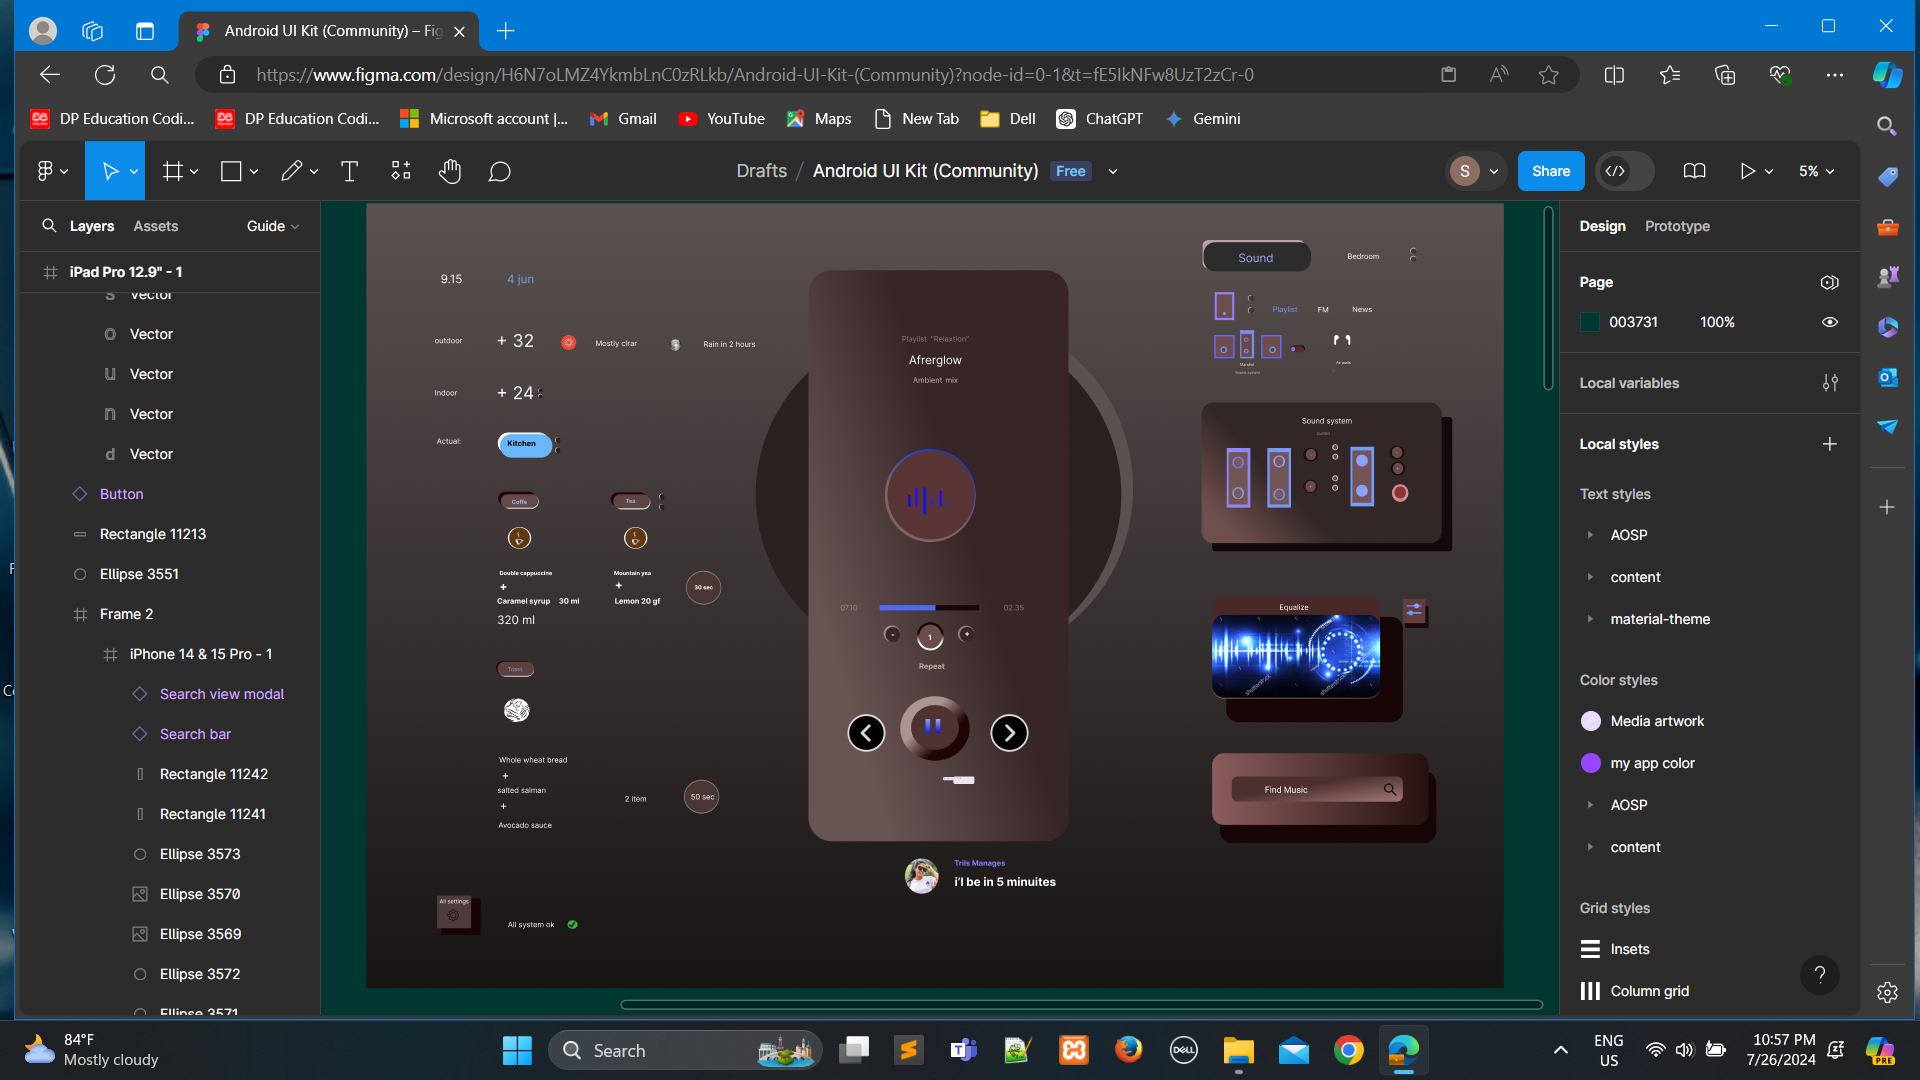 Android UI Kit (Community) – Fig
https://www.figma.com/design/H6N7oLMZ4YkmbLnC0zRLkb/Android-UI-Kit-(Community)?node-id=0-1&t=fE5IkNFw8UzT2zCr-0
DP Education Codi...
DP Education Codi...
Microsoft account |...
Gmail
YouTube
Maps
New Tab
Dell
ChatGPT
Gemini
Drafts / Android UI Kit (Community) Free
S
Share
5%
Layers
Assets
Guide
iPad Pro 12.9" - 1
Vector
Vector
Vector
Vector
Vector
Button
Rectangle 11213
Ellipse 3551
Frame 2
iPhone 14 & 15 Pro - 1
Search view modal
Search bar
Rectangle 11242
Rectangle 11241
Ellipse 3573
Ellipse 3570
Ellipse 3569
Ellipse 3572
Ellipse 3571
9.15
4 jun
outdoor
+ 32
Mostly clrar
Rain in 2 hours
Indoor
+ 24
Actual:
Kitchen
Coffe
Tea
Double cappuccine
+
Caramel syrup 30 ml
320 ml
Mountain yea
+
Lemon 20 gf
30 sec
Toast
Whole wheat bread
+
salted salman
+
Avocado sauce
2 item
50 sec
All settings
All system ok
Playlist "Relaxtion"
Afrerglow
Ambient mix
07.10
02.35
-
1
+
Repeat
Trils Manages
i'l be in 5 minuites
Sound
Bedroom
Playlist
FM
News
Sound system
Equalize
shutterstock
shutterstock
Find Music
Design
Prototype
Page
003731
100%
Local variables
Local styles
Text styles
AOSP
content
material-theme
Color styles
Media artwork
my app color
AOSP
content
Grid styles
Insets
Column grid
?
84°F
Mostly cloudy
Search
DELL
ENG
US
10:57 PM
7/26/2024
PRE